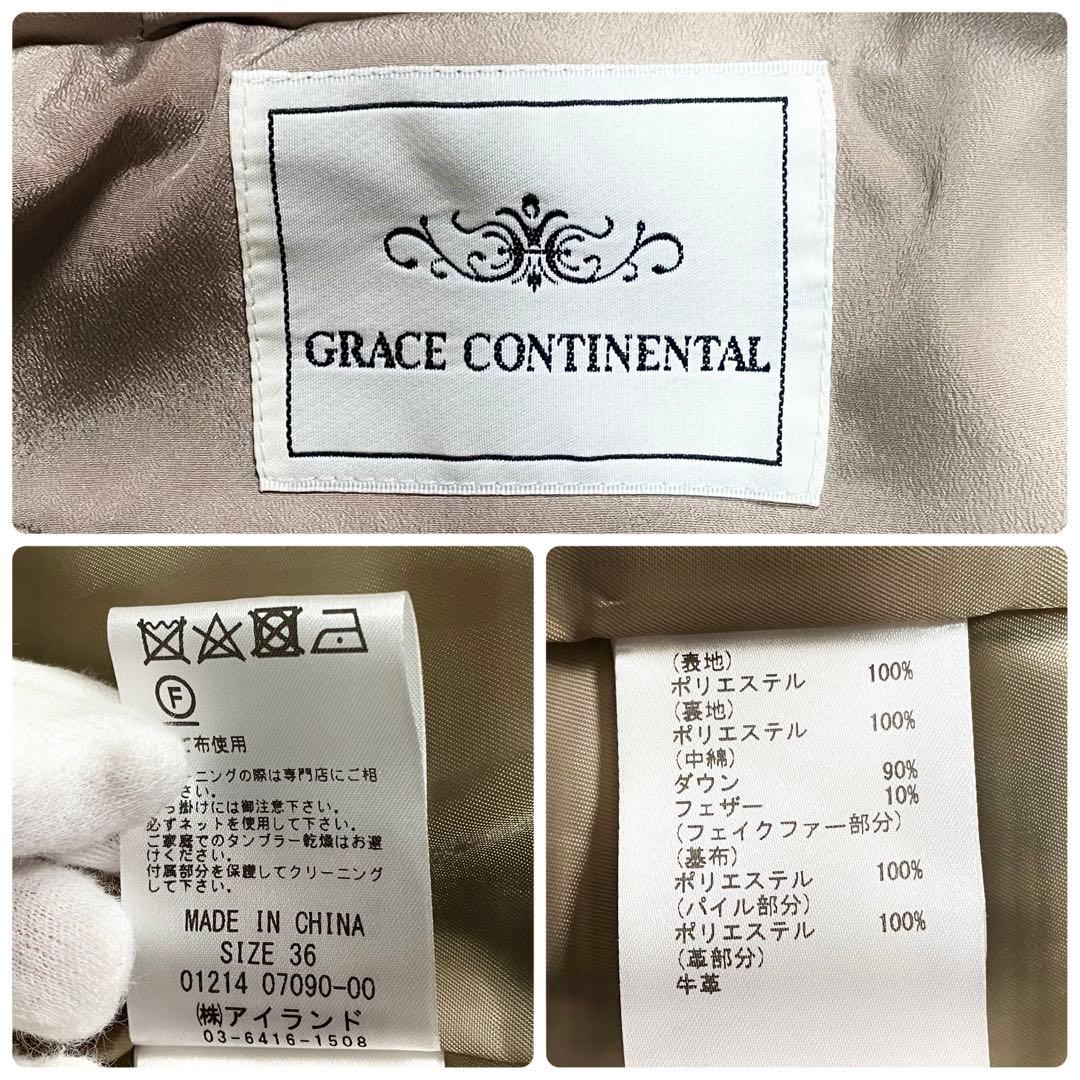 GRACE CONTINENTAL
F
て布使用
ーニングの際は専門店にご相
さい。
っ掛けには御注意下さい。
必ずネットを使用して下さい。
ご家庭でのタンブラー乾燥はお避
けください。
付属部分を保護してクリーニング
して下さい。
MADE IN CHINA
SIZE 36
01214 07090-00
㈱アイランド
03-6416-1508
(表地)
ポリエステル 100%
(裏地)
ポリエステル 100%
(中綿)
ダウン 90%
フェザー 10%
(フェイクファー部分)
(基布)
ポリエステル 100%
(パイル部分)
ポリエステル 100%
(革部分)
牛革